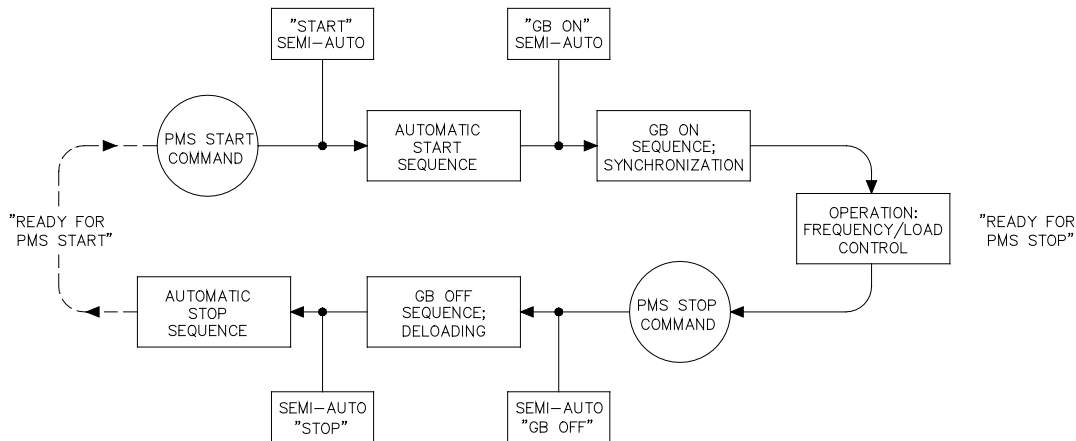 "START"
SEMI-AUTO
"GB ON"
SEMI-AUTO
PMS START
COMMAND
AUTOMATIC
START
SEQUENCE
GB ON
SEQUENCE;
SYNCHRONIZATION
"READY FOR
PMS START"
OPERATION:
FREQUENCY/LOAD
CONTROL
"READY FOR
PMS STOP"
AUTOMATIC
STOP
SEQUENCE
GB OFF
SEQUENCE;
DELOADING
PMS STOP
COMMAND
SEMI-AUTO
"STOP"
SEMI-AUTO
"GB OFF"